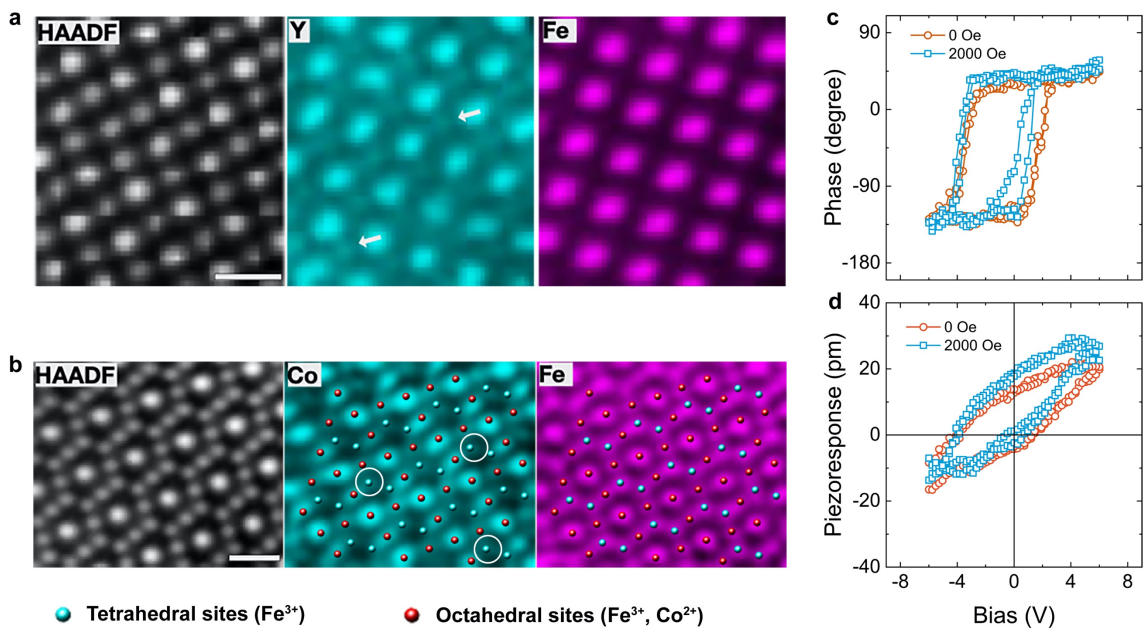 a
HAADF
Y
Fe
b
HAADF
Co
Fe
Tetrahedral sites (Fe³⁺)
Octahedral sites (Fe³⁺, Co²⁺)
c
0 Oe
2000 Oe
Phase (degree)
90
0
-90
-180
d
0 Oe
2000 Oe
Piezoresponse (pm)
40
20
0
-20
-40
-8 -4 0 4 8
Bias (V)